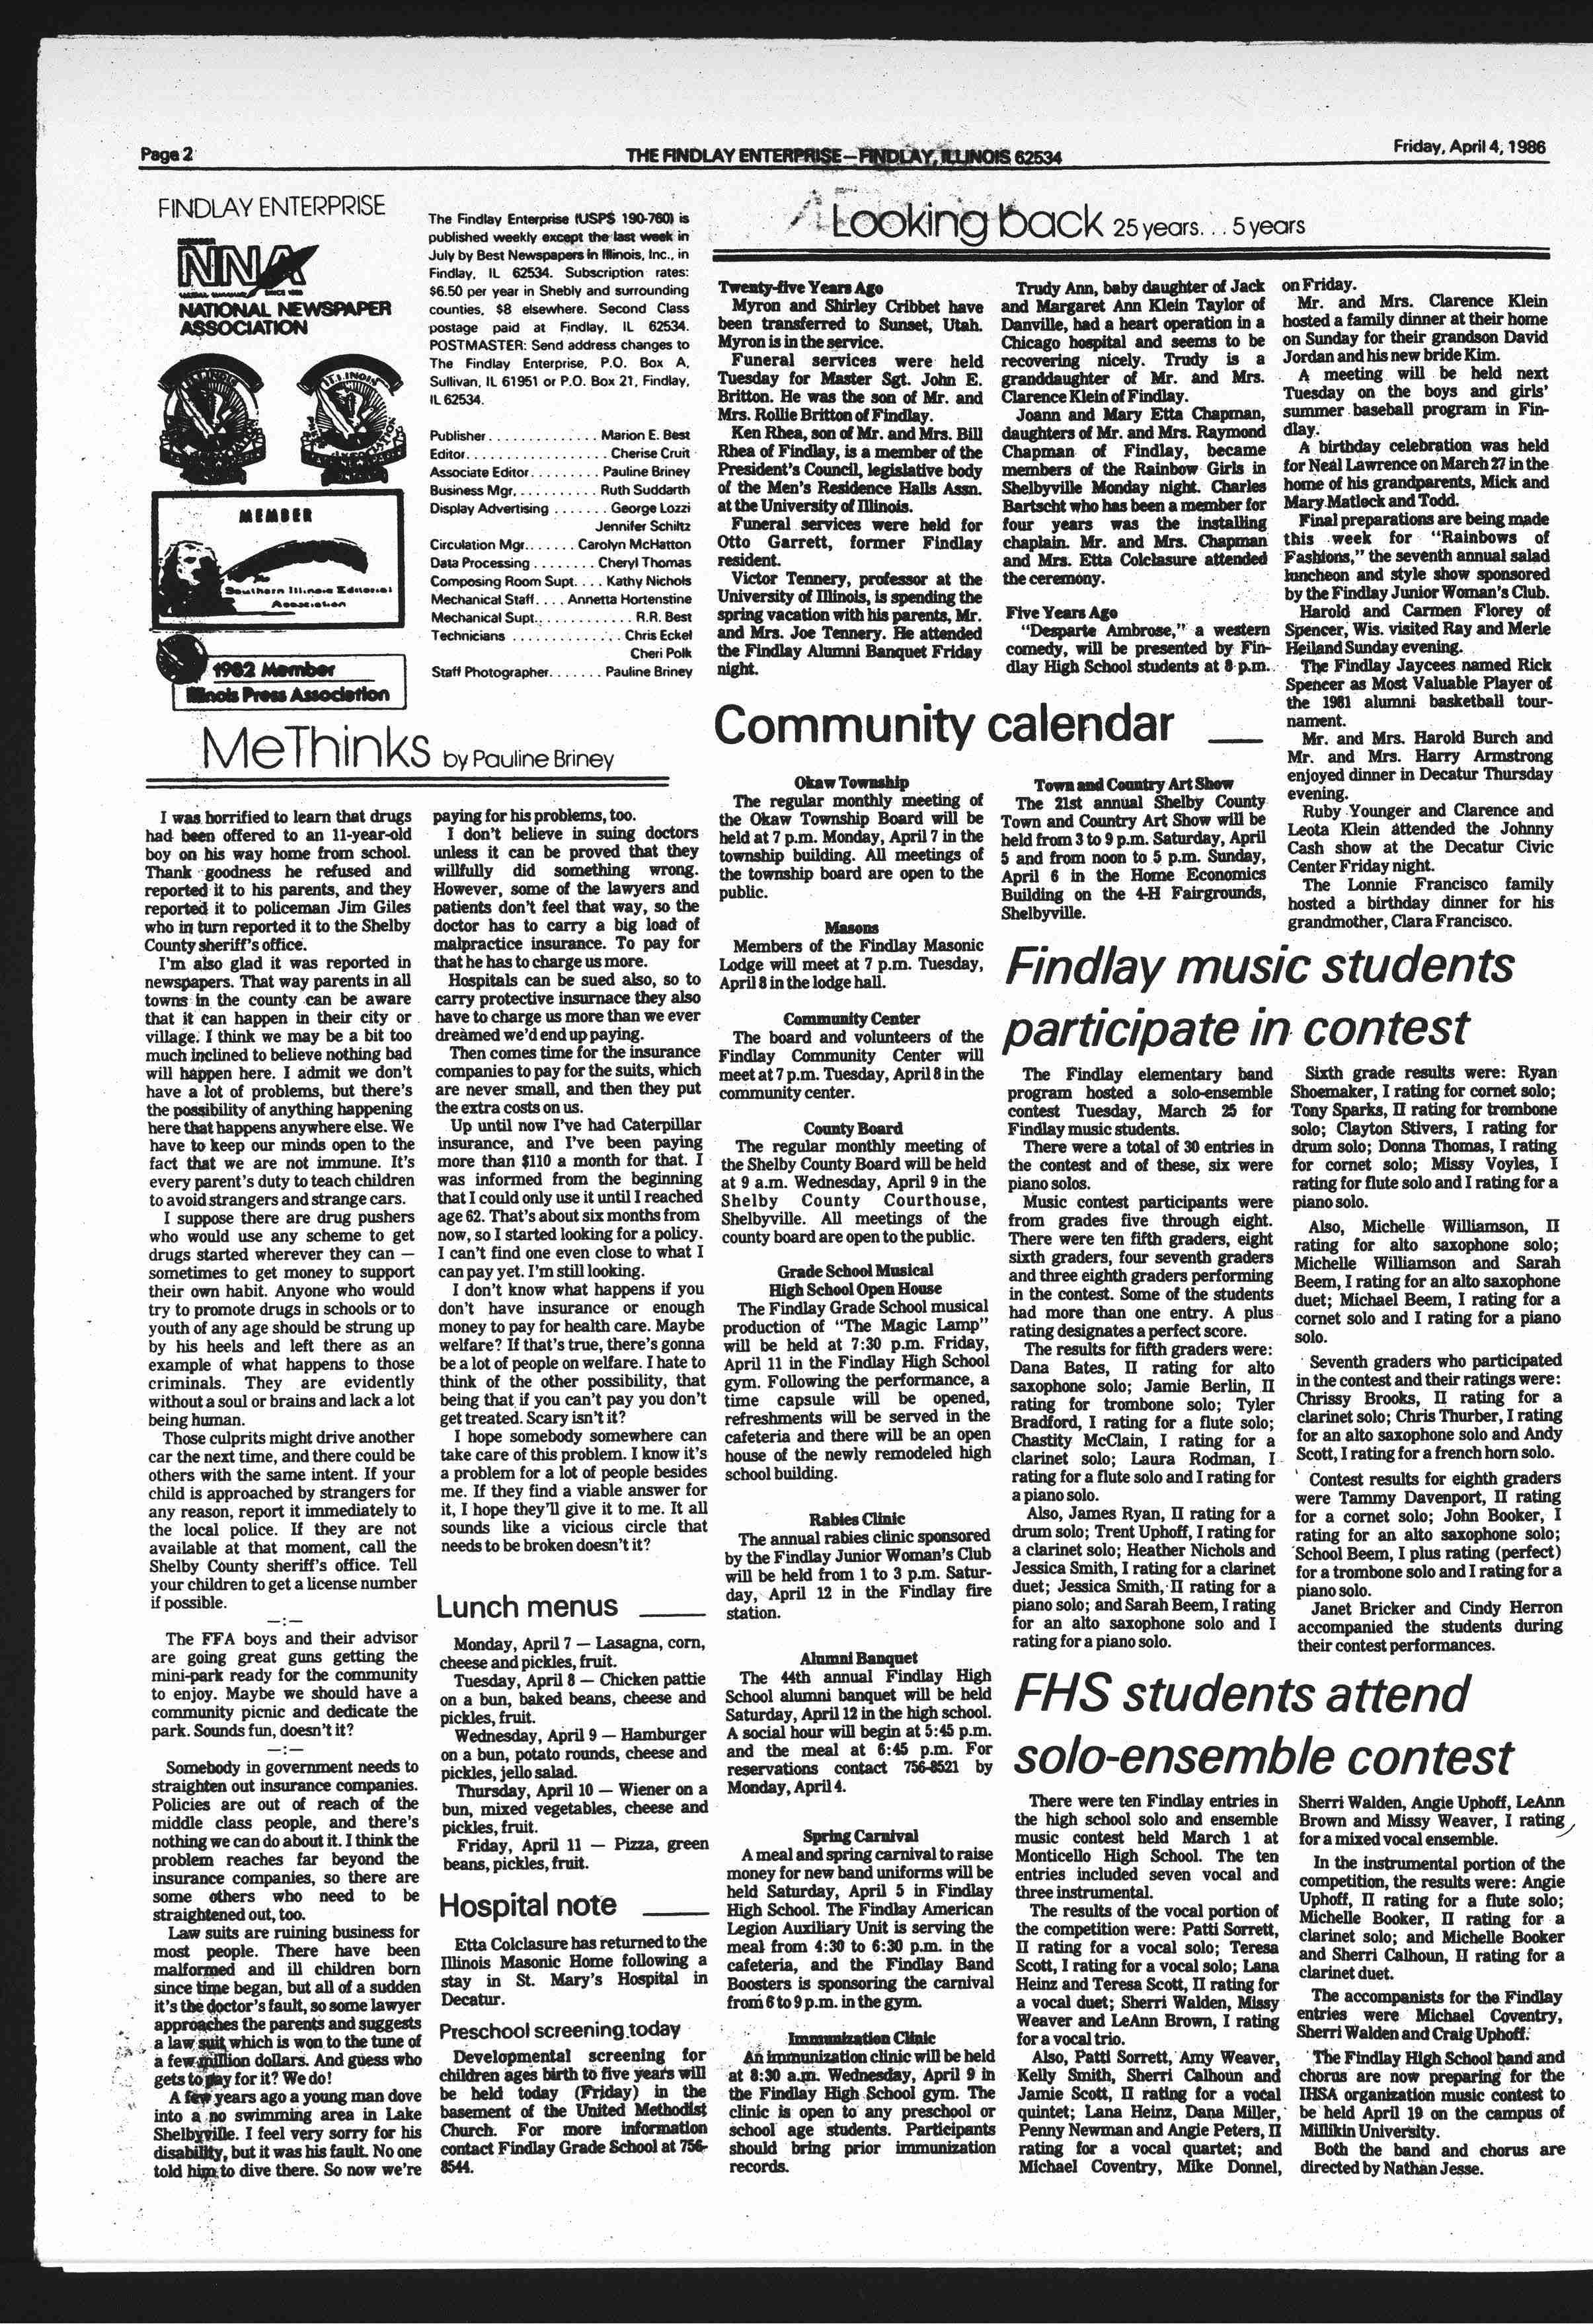 Page 2
THE FINDLAY ENTERPRISE—FINDLAY, ILLINOIS 62534
Friday, April 4, 1986
FINDLAY ENTERPRISE
MEMBER
NNA
SINCE 1885
NATIONAL NEWSPAPER
ASSOCIATION
ILLINOIS
MEMBER
Southern Illinois Editorial
Association
1982 Member
Illinois Press Association
The Findlay Enterprise (USPS 190-760) is
published weekly except the last week in
July by Best Newspapers in Illinois, Inc., in
Findlay, IL 62534. Subscription rates:
$6.50 per year in Shebly and surrounding
counties, $8 elsewhere. Second Class
postage paid at Findlay, IL 62534.
POSTMASTER: Send address changes to
The Findlay Enterprise, P.O. Box A,
Sullivan, IL 61951 or P.O. Box 21, Findlay,
IL 62534.
Publisher . . . . . . . . . . . . . . Marion E. Best
Editor . . . . . . . . . . . . . . . . . Cherise Cruit
Associate Editor . . . . . . . . . Pauline Briney
Business Mgr. . . . . . . . . . . Ruth Suddarth
Display Advertising . . . . . . . George Lozzi
Jennifer Schiltz
Circulation Mgr. . . . . . . Carolyn McHatton
Data Processing . . . . . . . . Cheryl Thomas
Composing Room Supt. . . . Kathy Nichols
Mechanical Staff . . . . Annetta Hortenstine
Mechanical Supt. . . . . . . . . . . . . R.R. Best
Technicians . . . . . . . . . . . . . . Chris Eckel
Cheri Polk
Staff Photographer . . . . . . . Pauline Briney
MeThinks by Pauline Briney
I was horrified to learn that drugs
had been offered to an 11-year-old
boy on his way home from school.
Thank goodness he refused and
reported it to his parents, and they
reported it to policeman Jim Giles
who in turn reported it to the Shelby
County sheriff's office.
I'm also glad it was reported in
newspapers. That way parents in all
towns in the county can be aware
that it can happen in their city or
village. I think we may be a bit too
much inclined to believe nothing bad
will happen here. I admit we don't
have a lot of problems, but there's
the possibility of anything happening
here that happens anywhere else. We
have to keep our minds open to the
fact that we are not immune. It's
every parent's duty to teach children
to avoid strangers and strange cars.
I suppose there are drug pushers
who would use any scheme to get
drugs started wherever they can —
sometimes to get money to support
their own habit. Anyone who would
try to promote drugs in schools or to
youth of any age should be strung up
by his heels and left there as an
example of what happens to those
criminals. They are evidently
without a soul or brains and lack a lot
being human.
Those culprits might drive another
car the next time, and there could be
others with the same intent. If your
child is approached by strangers for
any reason, report it immediately to
the local police. If they are not
available at that moment, call the
Shelby County sheriff's office. Tell
your children to get a license number
if possible.
—:—
The FFA boys and their advisor
are going great guns getting the
mini-park ready for the community
to enjoy. Maybe we should have a
community picnic and dedicate the
park. Sounds fun, doesn't it?
—:—
Somebody in government needs to
straighten out insurance companies.
Policies are out of reach of the
middle class people, and there's
nothing we can do about it. I think the
problem reaches far beyond the
insurance companies, so there are
some others who need to be
straightened out, too.
Law suits are ruining business for
most people. There have been
malformed and ill children born
since time began, but all of a sudden
it's the doctor's fault, so some lawyer
approaches the parents and suggests
a law suit which is won to the tune of
a few million dollars. And guess who
gets to pay for it? We do!
A few years ago a young man dove
into a no swimming area in Lake
Shelbyville. I feel very sorry for his
disability, but it was his fault. No one
told him to dive there. So now we're
paying for his problems, too.
I don't believe in suing doctors
unless it can be proved that they
willfully did something wrong.
However, some of the lawyers and
patients don't feel that way, so the
doctor has to carry a big load of
malpractice insurance. To pay for
that he has to charge us more.
Hospitals can be sued also, so to
carry protective insurnace they also
have to charge us more than we ever
dreamed we'd end up paying.
Then comes time for the insurance
companies to pay for the suits, which
are never small, and then they put
the extra costs on us.
Up until now I've had Caterpillar
insurance, and I've been paying
more than $110 a month for that. I
was informed from the beginning
that I could only use it until I reached
age 62. That's about six months from
now, so I started looking for a policy.
I can't find one even close to what I
can pay yet. I'm still looking.
I don't know what happens if you
don't have insurance or enough
money to pay for health care. Maybe
welfare? If that's true, there's gonna
be a lot of people on welfare. I hate to
think of the other possibility, that
being that if you can't pay you don't
get treated. Scary isn't it?
I hope somebody somewhere can
take care of this problem. I know it's
a problem for a lot of people besides
me. If they find a viable answer for
it, I hope they'll give it to me. It all
sounds like a vicious circle that
needs to be broken doesn't it?
Lunch menus
Monday, April 7 — Lasagna, corn,
cheese and pickles, fruit.
Tuesday, April 8 — Chicken pattie
on a bun, baked beans, cheese and
pickles, fruit.
Wednesday, April 9 — Hamburger
on a bun, potato rounds, cheese and
pickles, jello salad.
Thursday, April 10 — Wiener on a
bun, mixed vegetables, cheese and
pickles, fruit.
Friday, April 11 — Pizza, green
beans, pickles, fruit.
Hospital note
Etta Colclasure has returned to the
Illinois Masonic Home following a
stay in St. Mary's Hospital in
Decatur.
Preschool screening today
Developmental screening for
children ages birth to five years will
be held today (Friday) in the
basement of the United Methodist
Church. For more information
contact Findlay Grade School at 756-
8544.
A Looking back 25 years. . . 5 years
Twenty-five Years Ago
Myron and Shirley Cribbet have
been transferred to Sunset, Utah.
Myron is in the service.
Funeral services were held
Tuesday for Master Sgt. John E.
Britton. He was the son of Mr. and
Mrs. Rollie Britton of Findlay.
Ken Rhea, son of Mr. and Mrs. Bill
Rhea of Findlay, is a member of the
President's Council, legislative body
of the Men's Residence Halls Assn.
at the University of Illinois.
Funeral services were held for
Otto Garrett, former Findlay
resident.
Victor Tennery, professor at the
University of Illinois, is spending the
spring vacation with his parents, Mr.
and Mrs. Joe Tennery. He attended
the Findlay Alumni Banquet Friday
night.
Trudy Ann, baby daughter of Jack
and Margaret Ann Klein Taylor of
Danville, had a heart operation in a
Chicago hospital and seems to be
recovering nicely. Trudy is a
granddaughter of Mr. and Mrs.
Clarence Klein of Findlay.
Joann and Mary Etta Chapman,
daughters of Mr. and Mrs. Raymond
Chapman of Findlay, became
members of the Rainbow Girls in
Shelbyville Monday night. Charles
Bartscht who has been a member for
four years was the installing
chaplain. Mr. and Mrs. Chapman
and Mrs. Etta Colclasure attended
the ceremony.
Five Years Ago
"Desparte Ambrose," a western
comedy, will be presented by Fin-
dlay High School students at 8 p.m.
on Friday.
Mr. and Mrs. Clarence Klein
hosted a family dinner at their home
on Sunday for their grandson David
Jordan and his new bride Kim.
A meeting will be held next
Tuesday on the boys and girls'
summer baseball program in Fin-
dlay.
A birthday celebration was held
for Neal Lawrence on March 27 in the
home of his grandparents, Mick and
Mary Matlock and Todd.
Final preparations are being made
this week for "Rainbows of
Fashions," the seventh annual salad
luncheon and style show sponsored
by the Findlay Junior Woman's Club.
Harold and Carmen Florey of
Spencer, Wis. visited Ray and Merle
Heiland Sunday evening.
The Findlay Jaycees named Rick
Spencer as Most Valuable Player of
the 1981 alumni basketball tour-
nament.
Mr. and Mrs. Harold Burch and
Mr. and Mrs. Harry Armstrong
enjoyed dinner in Decatur Thursday
evening.
Ruby Younger and Clarence and
Leota Klein attended the Johnny
Cash show at the Decatur Civic
Center Friday night.
The Lonnie Francisco family
hosted a birthday dinner for his
grandmother, Clara Francisco.
Community calendar
Okaw Township
The regular monthly meeting of
the Okaw Township Board will be
held at 7 p.m. Monday, April 7 in the
township building. All meetings of
the township board are open to the
public.
Masons
Members of the Findlay Masonic
Lodge will meet at 7 p.m. Tuesday,
April 8 in the lodge hall.
Community Center
The board and volunteers of the
Findlay Community Center will
meet at 7 p.m. Tuesday, April 8 in the
community center.
County Board
The regular monthly meeting of
the Shelby County Board will be held
at 9 a.m. Wednesday, April 9 in the
Shelby County Courthouse,
Shelbyville. All meetings of the
county board are open to the public.
Grade School Musical
High School Open House
The Findlay Grade School musical
production of "The Magic Lamp"
will be held at 7:30 p.m. Friday,
April 11 in the Findlay High School
gym. Following the performance, a
time capsule will be opened,
refreshments will be served in the
cafeteria and there will be an open
house of the newly remodeled high
school building.
Rabies Clinic
The annual rabies clinic sponsored
by the Findlay Junior Woman's Club
will be held from 1 to 3 p.m. Satur-
day, April 12 in the Findlay fire
station.
Alumni Banquet
The 44th annual Findlay High
School alumni banquet will be held
Saturday, April 12 in the high school.
A social hour will begin at 5:45 p.m.
and the meal at 6:45 p.m. For
reservations contact 756-8521 by
Monday, April 4.
Spring Carnival
A meal and spring carnival to raise
money for new band uniforms will be
held Saturday, April 5 in Findlay
High School. The Findlay American
Legion Auxiliary Unit is serving the
meal from 4:30 to 6:30 p.m. in the
cafeteria, and the Findlay Band
Boosters is sponsoring the carnival
from 6 to 9 p.m. in the gym.
Immunization Clinic
An immunization clinic will be held
at 8:30 a.m. Wednesday, April 9 in
the Findlay High School gym. The
clinic is open to any preschool or
school age students. Participants
should bring prior immunization
records.
Town and Country Art Show
The 21st annual Shelby County
Town and Country Art Show will be
held from 3 to 9 p.m. Saturday, April
5 and from noon to 5 p.m. Sunday,
April 6 in the Home Economics
Building on the 4-H Fairgrounds,
Shelbyville.
Findlay music students
participate in contest
The Findlay elementary band
program hosted a solo-ensemble
contest Tuesday, March 25 for
Findlay music students.
There were a total of 30 entries in
the contest and of these, six were
piano solos.
Music contest participants were
from grades five through eight.
There were ten fifth graders, eight
sixth graders, four seventh graders
and three eighth graders performing
in the contest. Some of the students
had more than one entry. A plus
rating designates a perfect score.
The results for fifth graders were:
Dana Bates, II rating for alto
saxophone solo; Jamie Berlin, II
rating for trombone solo; Tyler
Bradford, I rating for a flute solo;
Chastity McClain, I rating for a
clarinet solo; Laura Rodman, I
rating for a flute solo and I rating for
a piano solo.
Also, James Ryan, II rating for a
drum solo; Trent Uphoff, I rating for
a clarinet solo; Heather Nichols and
Jessica Smith, I rating for a clarinet
duet; Jessica Smith, II rating for a
piano solo; and Sarah Beem, I rating
for an alto saxophone solo and I
rating for a piano solo.
Sixth grade results were: Ryan
Shoemaker, I rating for cornet solo;
Tony Sparks, II rating for trombone
solo; Clayton Stivers, I rating for
drum solo; Donna Thomas, I rating
for cornet solo; Missy Voyles, I
rating for flute solo and I rating for a
piano solo.
Also, Michelle Williamson, II
rating for alto saxophone solo;
Michelle Williamson and Sarah
Beem, I rating for an alto saxophone
duet; Michael Beem, I rating for a
cornet solo and I rating for a piano
solo.
Seventh graders who participated
in the contest and their ratings were:
Chrissy Brooks, II rating for a
clarinet solo; Chris Thurber, I rating
for an alto saxophone solo and Andy
Scott, I rating for a french horn solo.
Contest results for eighth graders
were Tammy Davenport, II rating
for a cornet solo; John Booker, I
rating for an alto saxophone solo;
School Beem, I plus rating (perfect)
for a trombone solo and I rating for a
piano solo.
Janet Bricker and Cindy Herron
accompanied the students during
their contest performances.
FHS students attend
solo-ensemble contest
There were ten Findlay entries in
the high school solo and ensemble
music contest held March 1 at
Monticello High School. The ten
entries included seven vocal and
three instrumental.
The results of the vocal portion of
the competition were: Patti Sorrett,
II rating for a vocal solo; Teresa
Scott, I rating for a vocal solo; Lana
Heinz and Teresa Scott, II rating for
a vocal duet; Sherri Walden, Missy
Weaver and LeAnn Brown, I rating
for a vocal trio.
Also, Patti Sorrett, Amy Weaver,
Kelly Smith, Sherri Calhoun and
Jamie Scott, II rating for a vocal
quintet; Lana Heinz, Dana Miller,
Penny Newman and Angie Peters, II
rating for a vocal quartet; and
Michael Coventry, Mike Donnel,
Sherri Walden, Angie Uphoff, LeAnn
Brown and Missy Weaver, I rating
for a mixed vocal ensemble.
In the instrumental portion of the
competition, the results were: Angie
Uphoff, II rating for a flute solo;
Michelle Booker, II rating for a
clarinet solo; and Michelle Booker
and Sherri Calhoun, II rating for a
clarinet duet.
The accompanists for the Findlay
entries were Michael Coventry,
Sherri Walden and Craig Uphoff.
The Findlay High School band and
chorus are now preparing for the
IHSA organization music contest to
be held April 19 on the campus of
Millikin University.
Both the band and chorus are
directed by Nathan Jesse.